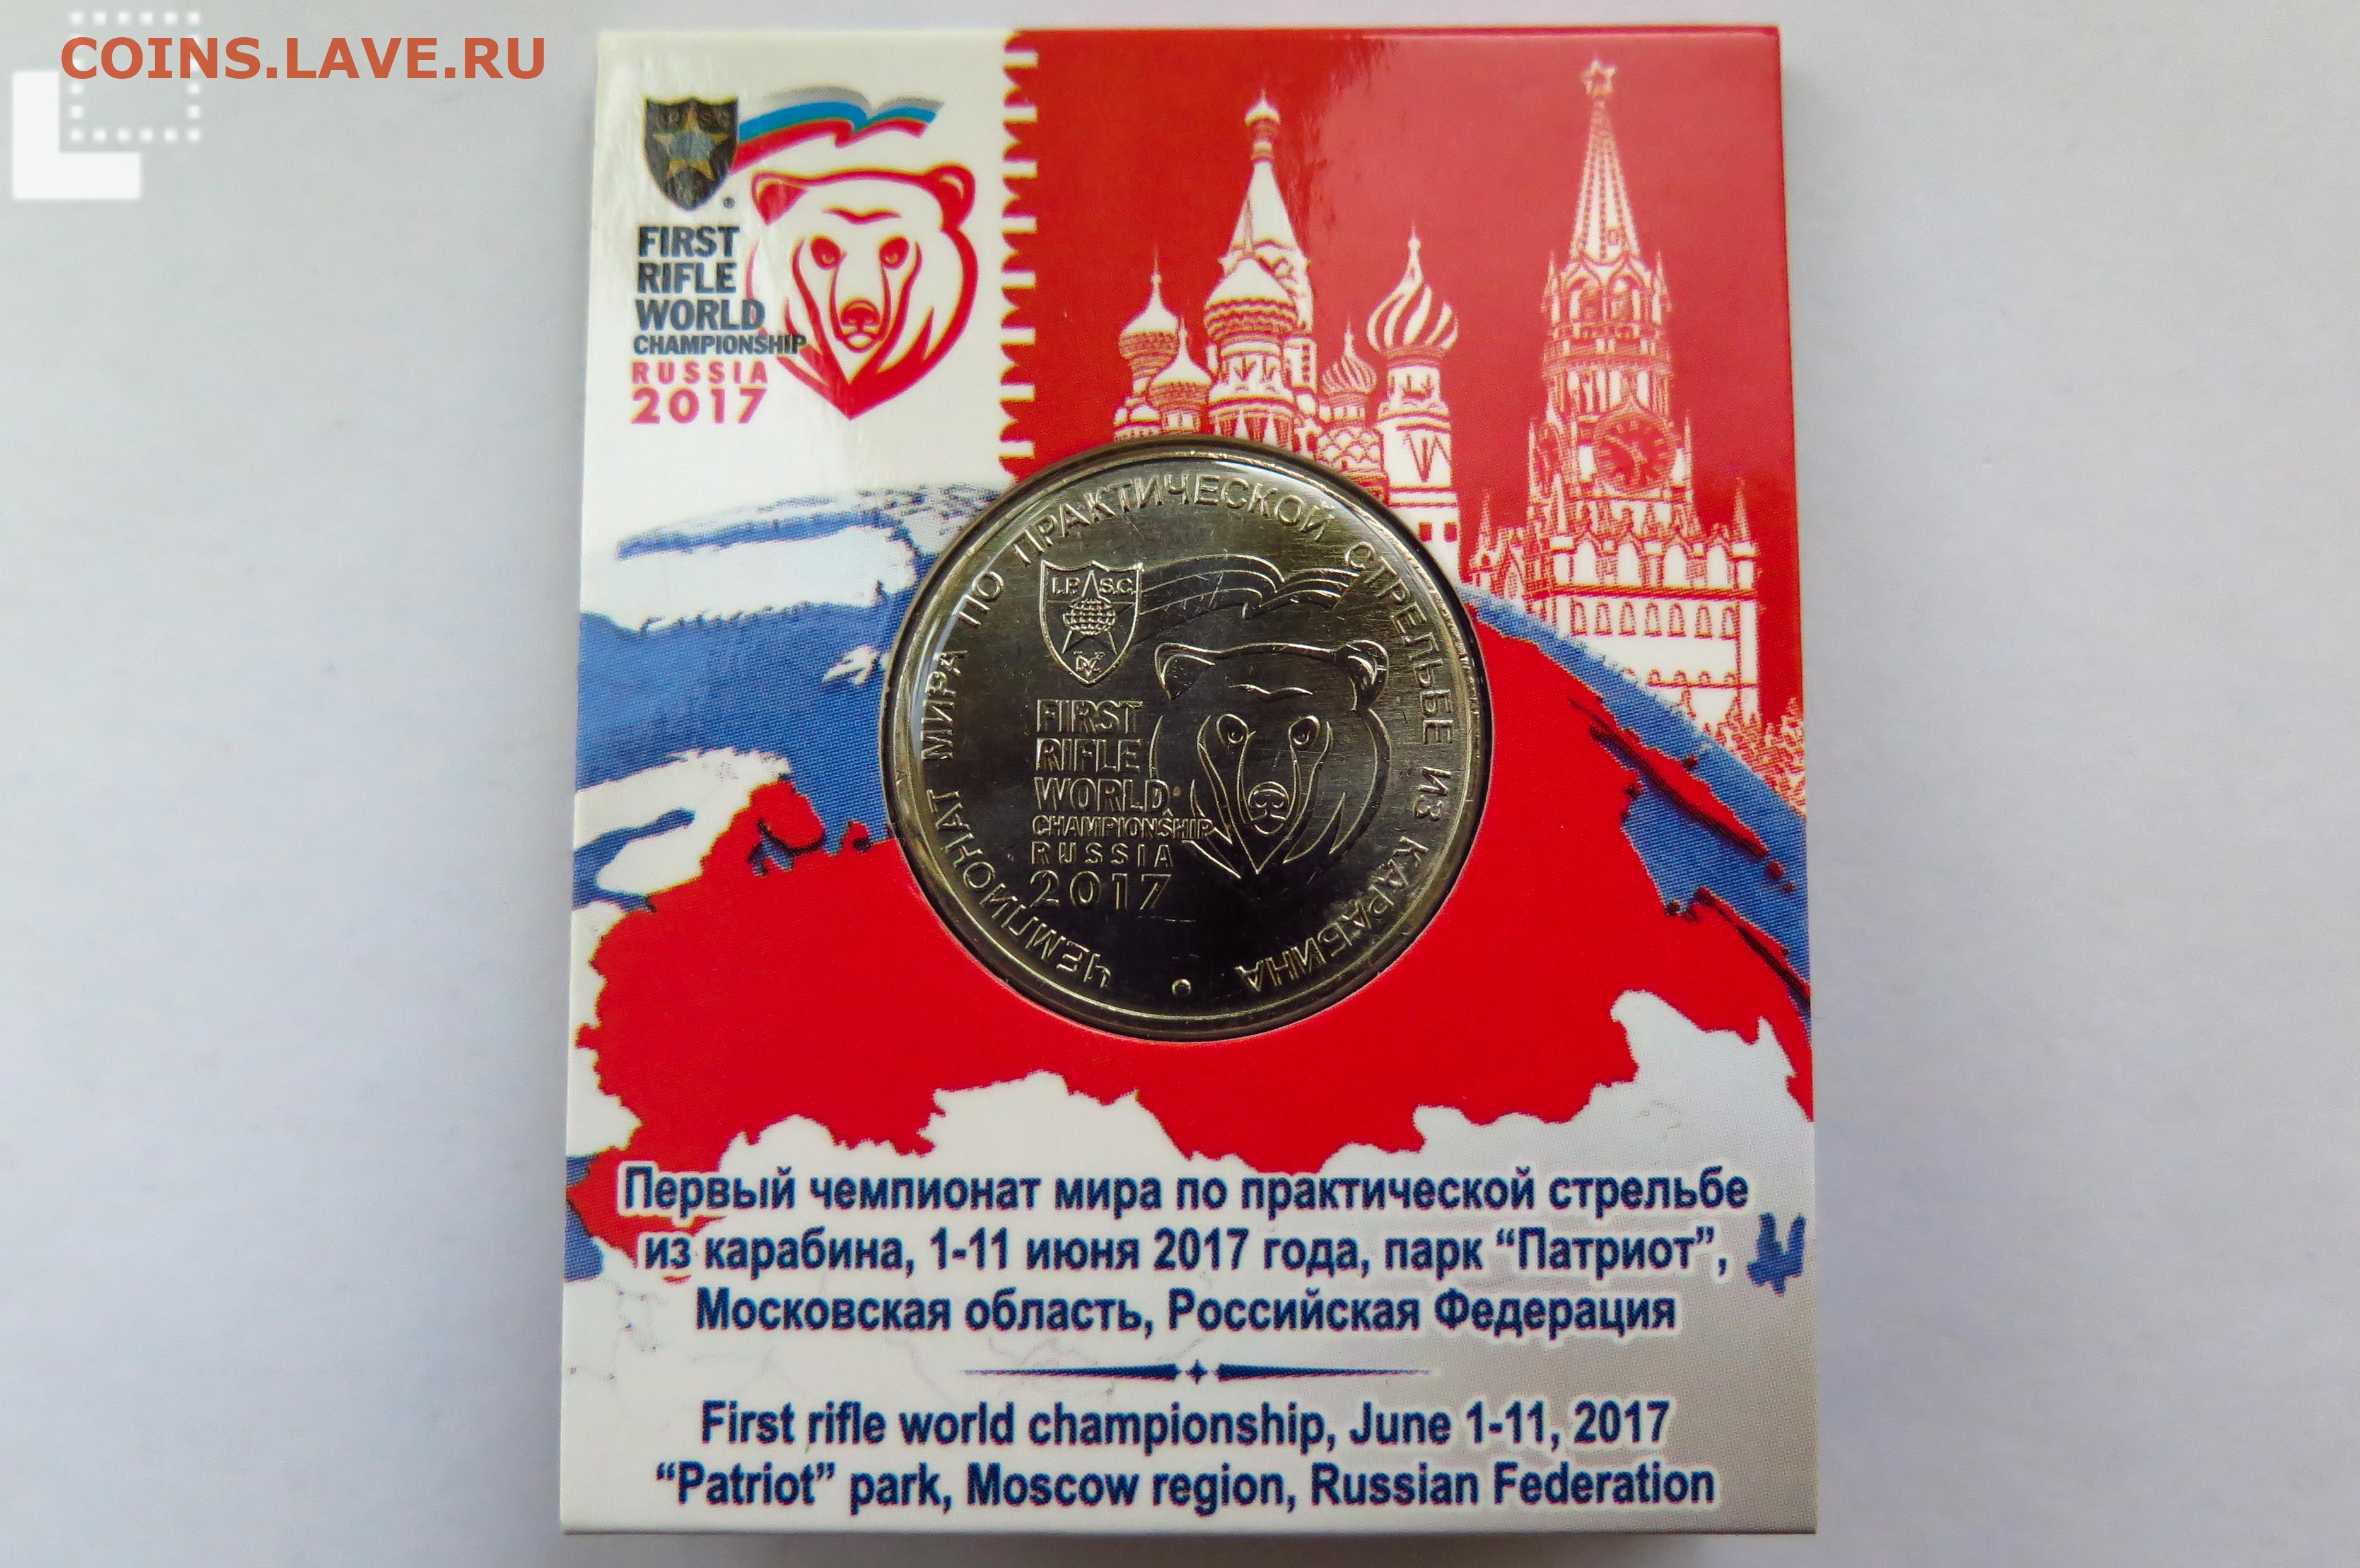 COINS.LAVE.RU
I.P.S.C.
FIRST
RIFLE
WORLD
CHAMPIONSHIP
RUSSIA
2017
ЧЕМПИОНАТ МИРА ПО ПРАКТИЧЕСКОЙ СТРЕЛЬБЕ ИЗ КАРАБИНА
I.P. S.C.
DVC
FIRST
RIFLE
WORLD
CHAMPIONSHIP
RUSSIA
2017
Первый чемпионат мира по практической стрельбе
из карабина, 1-11 июня 2017 года, парк “Патриот”,
Московская область, Российская Федерация
First rifle world championship, June 1-11, 2017
“Patriot” park, Moscow region, Russian Federation